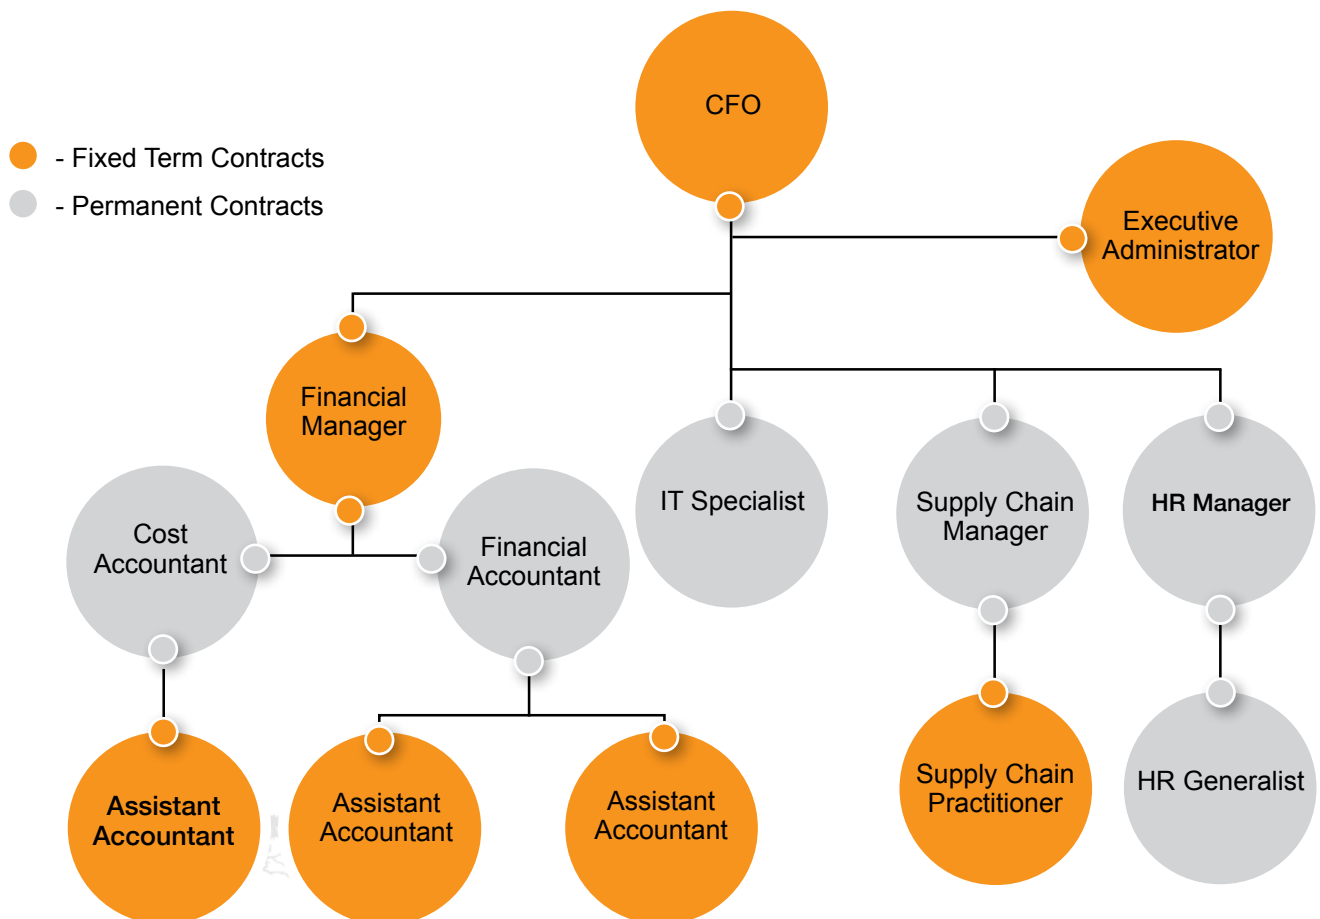 CFO
- Fixed Term Contracts
- Permanent Contracts
Executive
Administrator
Financial
Manager
IT Specialist
Supply Chain
Manager
HR Manager
Cost
Accountant
Financial
Accountant
Assistant
Accountant
Assistant
Accountant
Assistant
Accountant
Supply Chain
Practitioner
HR Generalist